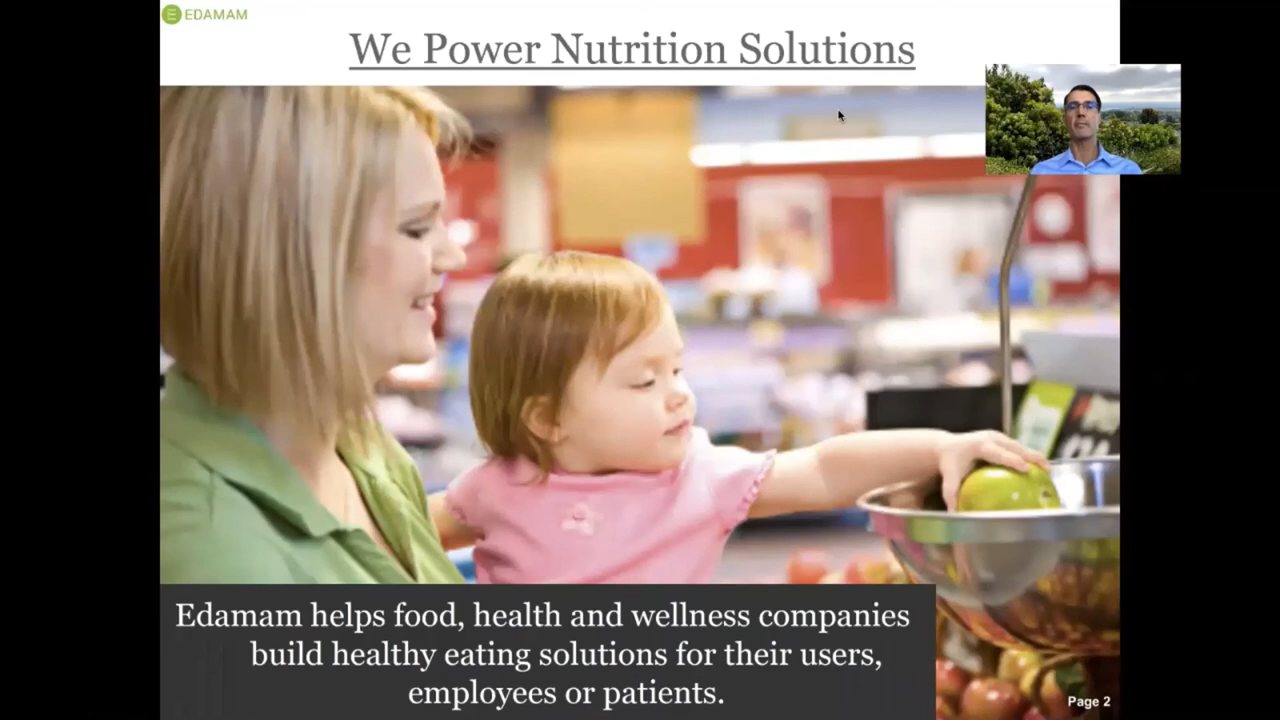 EDAMAM
We Power Nutrition Solutions
Edamam helps food, health and wellness companies
build healthy eating solutions for their users,
employees or patients.
Page 2